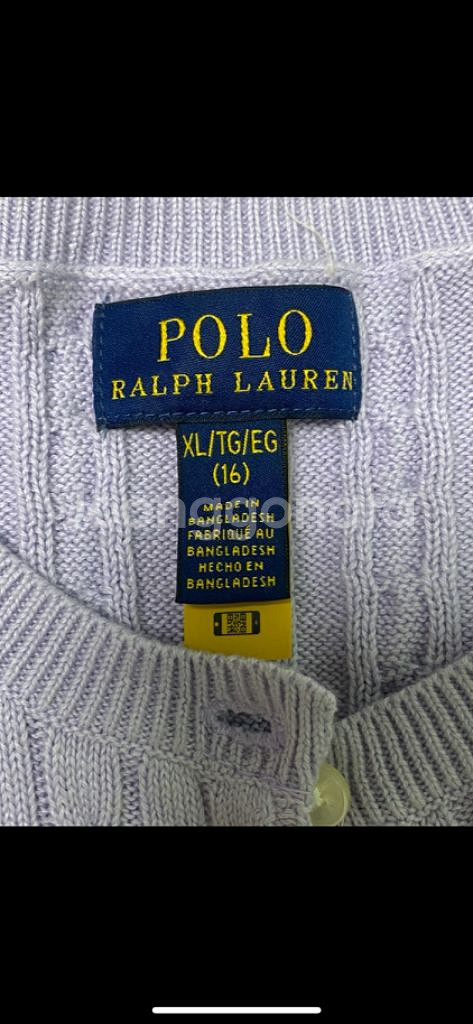 POLO
RALPH LAUREN
XL/TG/EG
(16)
MADE IN
BANGLADESH
FABRIQUÉ AU
BANGLADESH
HECHO EN
BANGLADESH